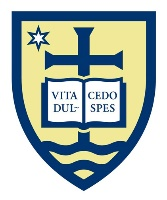 VITA CEDO
DUL- SPES